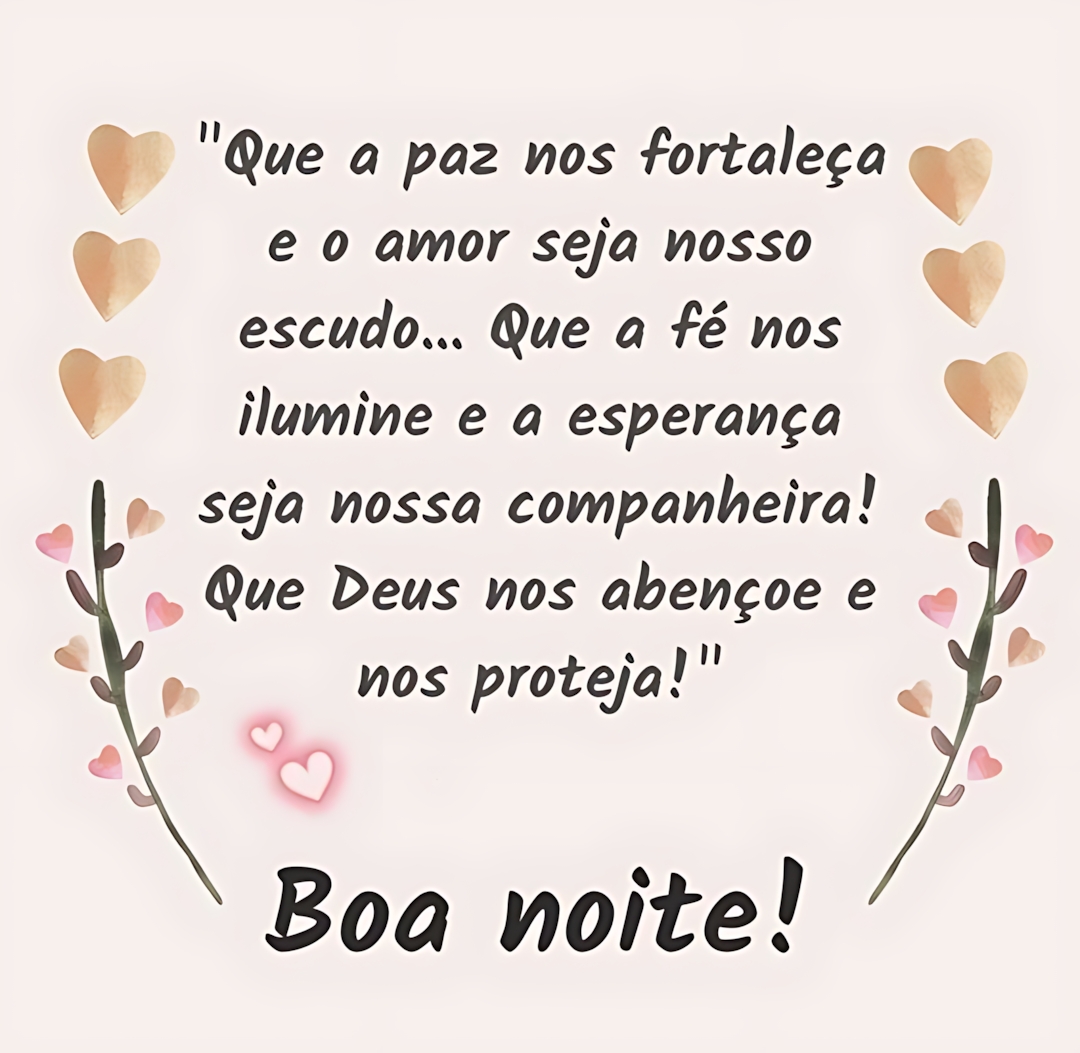 "Que a paz nos fortaleça
e o amor seja nosso
escudo... Que a fé nos
ilumine e a esperança
seja nossa companheira!
Que Deus nos abençoe e
nos proteja!"
Boa noite!